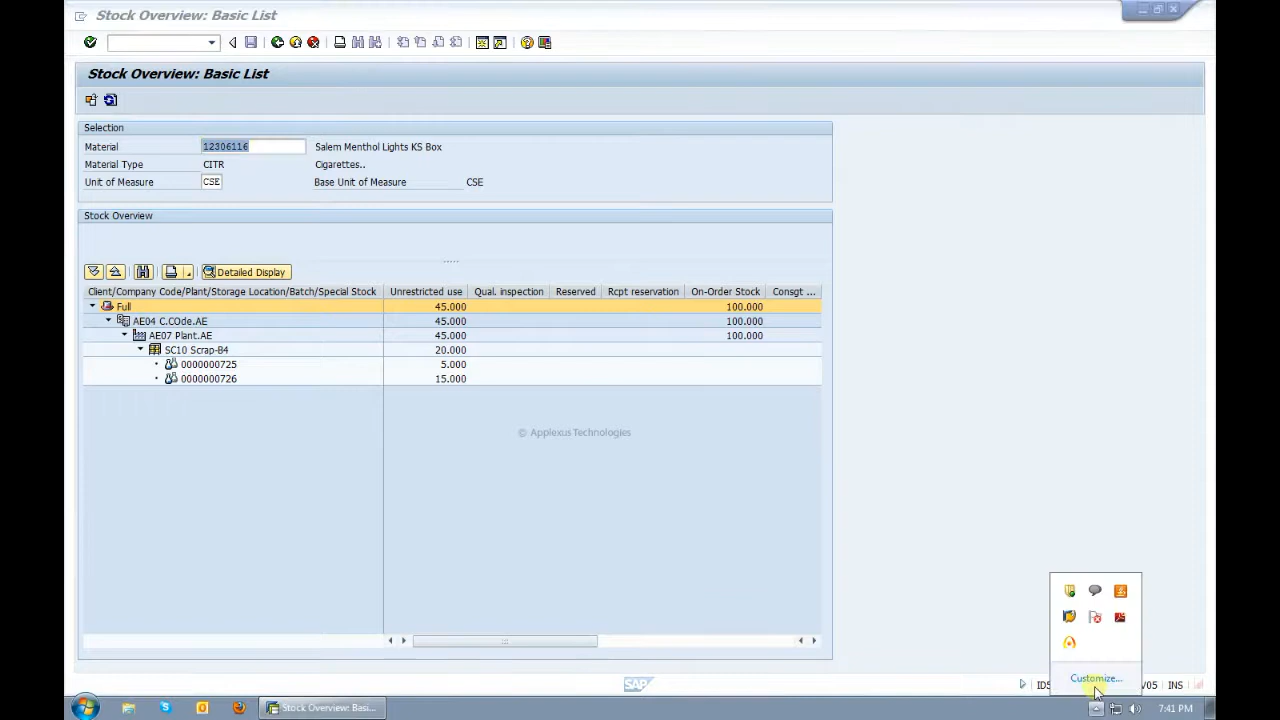 Stock Overview: Basic List
Stock Overview: Basic List
Selection
Material 12306116 Salem Menthol Lights KS Box
Material Type CITR Cigarettes..
Unit of Measure CSE Base Unit of Measure CSE
Stock Overview
Detailed Display
Client/Company Code/Plant/Storage Location/Batch/Special Stock Unrestricted use Qual. inspection Reserved Rcpt reservation On-Order Stock Consgt ...
Full 45.000 100.000
AE04 C.COde.AE 45.000 100.000
AE07 Plant.AE 45.000 100.000
SC10 Scrap-B4 20.000
0000000725 5.000
0000000726 15.000
© Applexus Technologies
Customize...
SAP V05 INS
Stock Overview: Basi... 7:41 PM